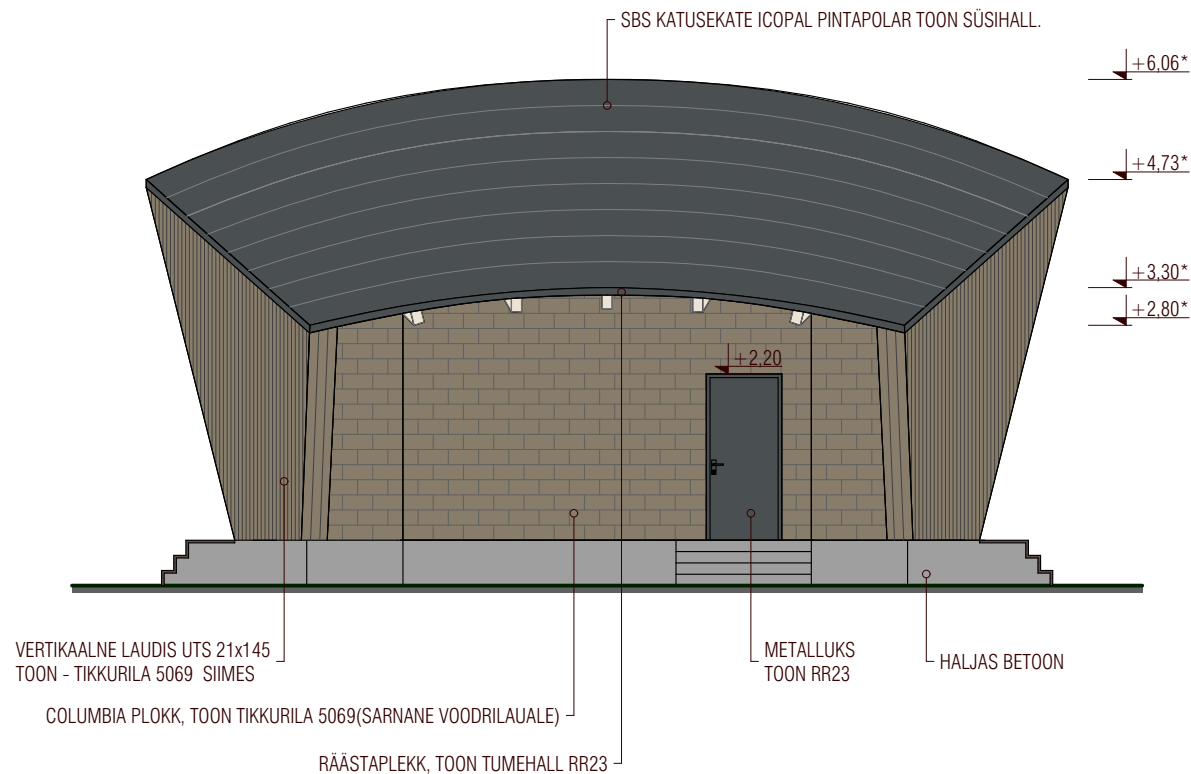 SBS KATUSEKATE ICOPAL PINTAPOLAR TOON SÜSIHALL.
+6,06*
+4,73*
+3,30*
+2,80*
+2,20
VERTIKAALNE LAUDIS UTS 21x145
TOON - TIKKURILA 5069 SIIMES
METALLUKS
TOON RR23
HALJAS BETOON
COLUMBIA PLOKK, TOON TIKKURILA 5069(SARNANE VOODRILAUALE)
RÄÄSTAPLEKK, TOON TUMEHALL RR23